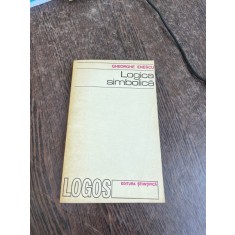 GHEORGHE ENESCU
Logica
simbolică
LOGOS
EDITURA ŞTIINŢIFICĂ